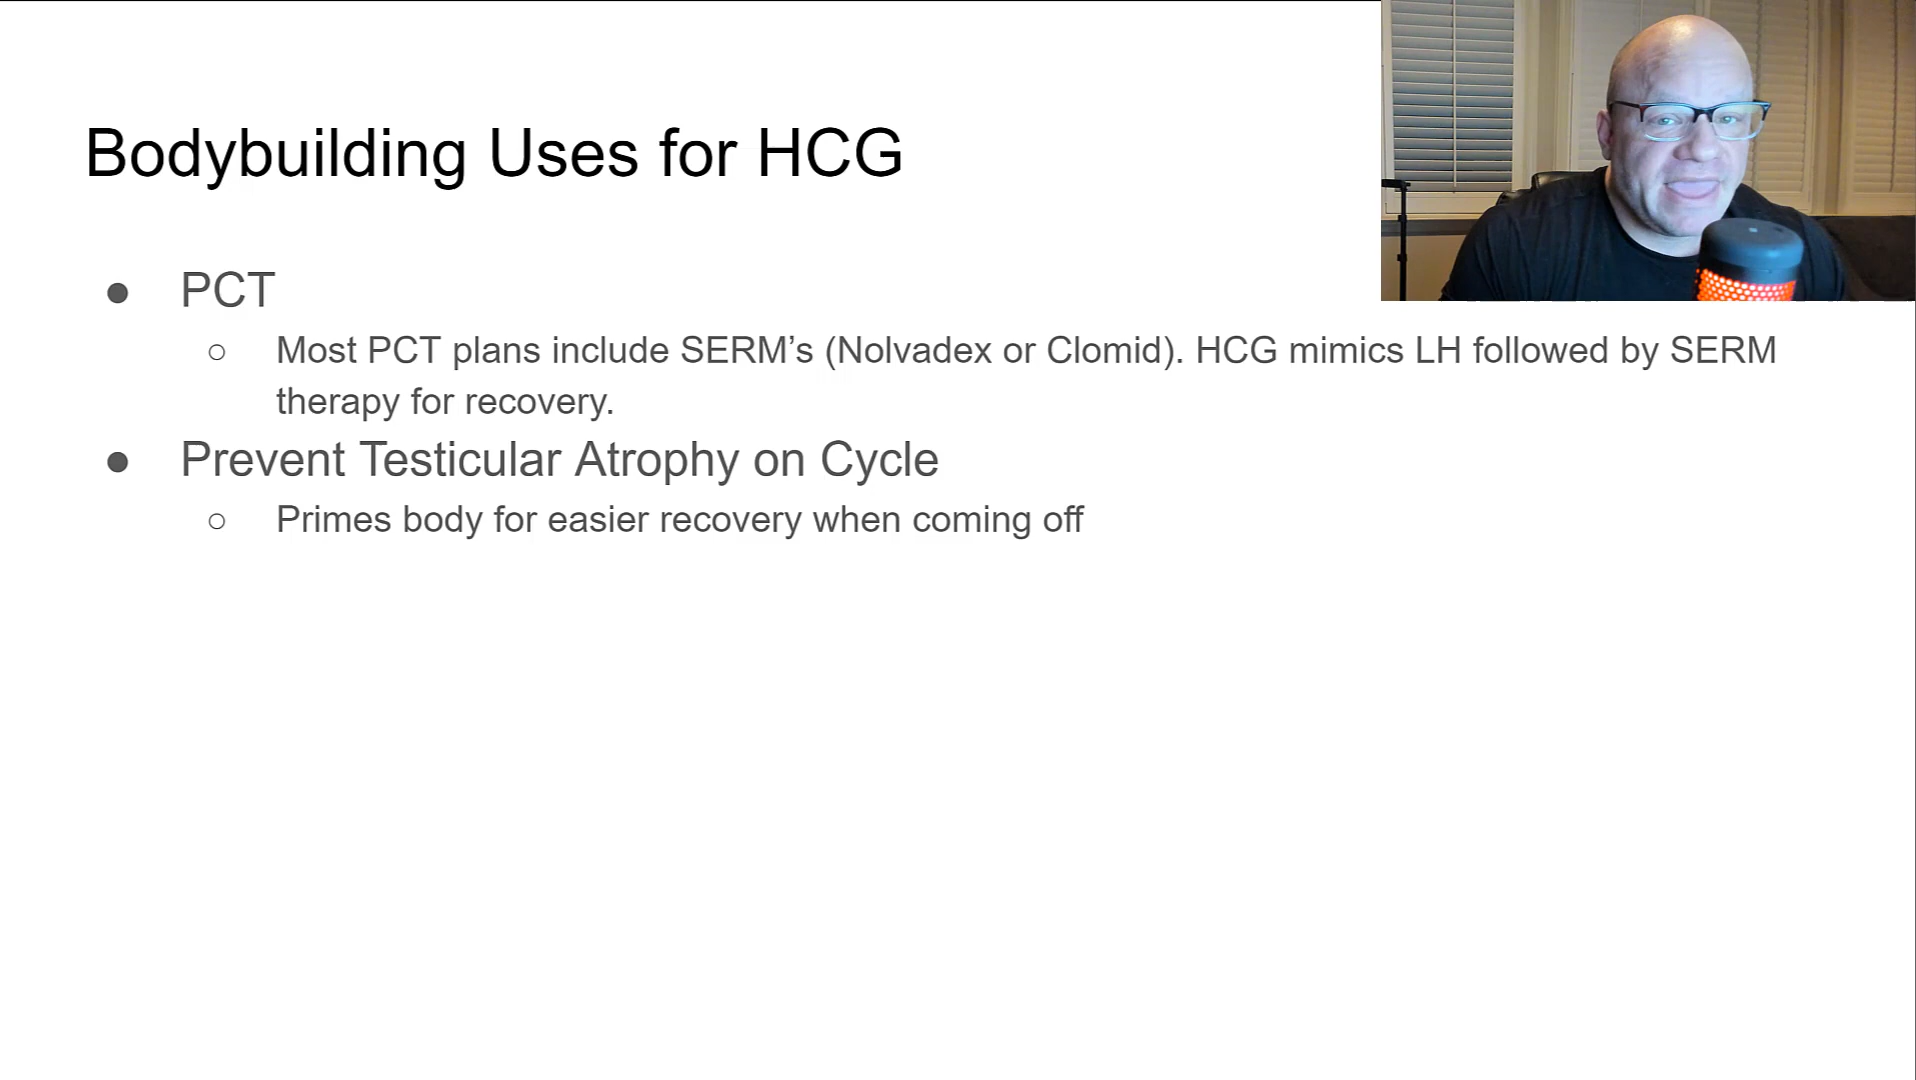 Bodybuilding Uses for HCG
● PCT
○ Most PCT plans include SERM’s (Nolvadex or Clomid). HCG mimics LH followed by SERM
therapy for recovery.
● Prevent Testicular Atrophy on Cycle
○ Primes body for easier recovery when coming off